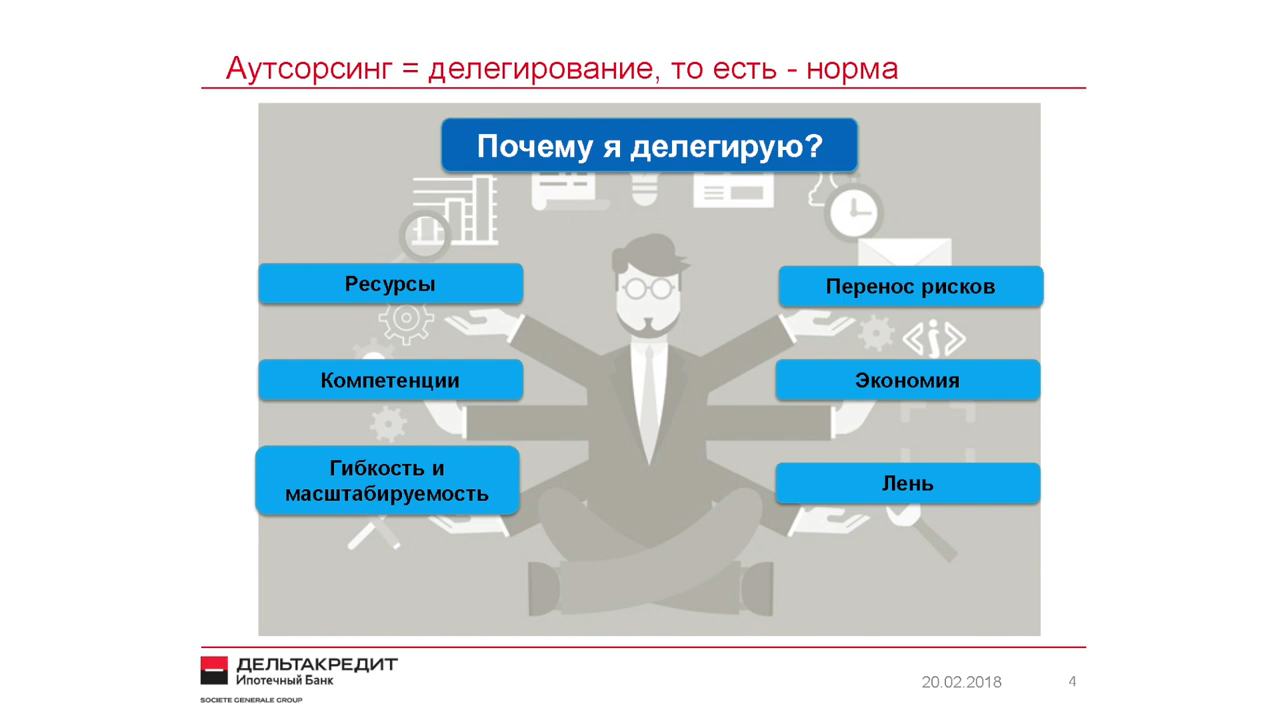 Аутсорсинг = делегирование, то есть - норма
Почему я делегирую?
Ресурсы
Перенос рисков
Компетенции
Экономия
Гибкость и
масштабируемость
Лень
ДЕЛЬТАКРЕДИТ
Ипотечный Банк
SOCIETE GENERALE GROUP
20.02.2018
4